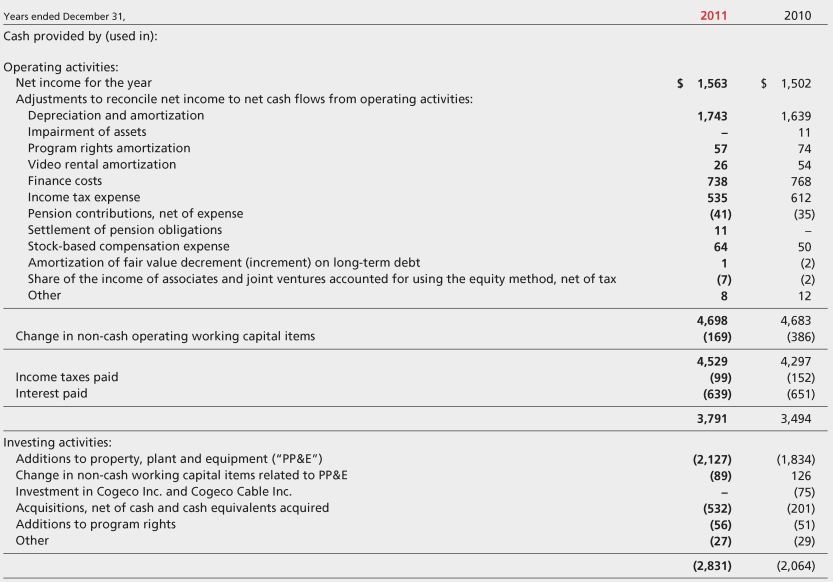 Years ended December 31, 2011 2010
Cash provided by (used in):
Operating activities:
Net income for the year $ 1,563 $ 1,502
Adjustments to reconcile net income to net cash flows from operating activities:
Depreciation and amortization 1,743 1,639
Impairment of assets – 11
Program rights amortization 57 74
Video rental amortization 26 54
Finance costs 738 768
Income tax expense 535 612
Pension contributions, net of expense (41) (35)
Settlement of pension obligations 11 –
Stock-based compensation expense 64 50
Amortization of fair value decrement (increment) on long-term debt 1 (2)
Share of the income of associates and joint ventures accounted for using the equity method, net of tax (7) (2)
Other 8 12
4,698 4,683
Change in non-cash operating working capital items (169) (386)
4,529 4,297
Income taxes paid (99) (152)
Interest paid (639) (651)
3,791 3,494
Investing activities:
Additions to property, plant and equipment (“PP&E”) (2,127) (1,834)
Change in non-cash working capital items related to PP&E (89) 126
Investment in Cogeco Inc. and Cogeco Cable Inc. – (75)
Acquisitions, net of cash and cash equivalents acquired (532) (201)
Additions to program rights (56) (51)
Other (27) (29)
(2,831) (2,064)